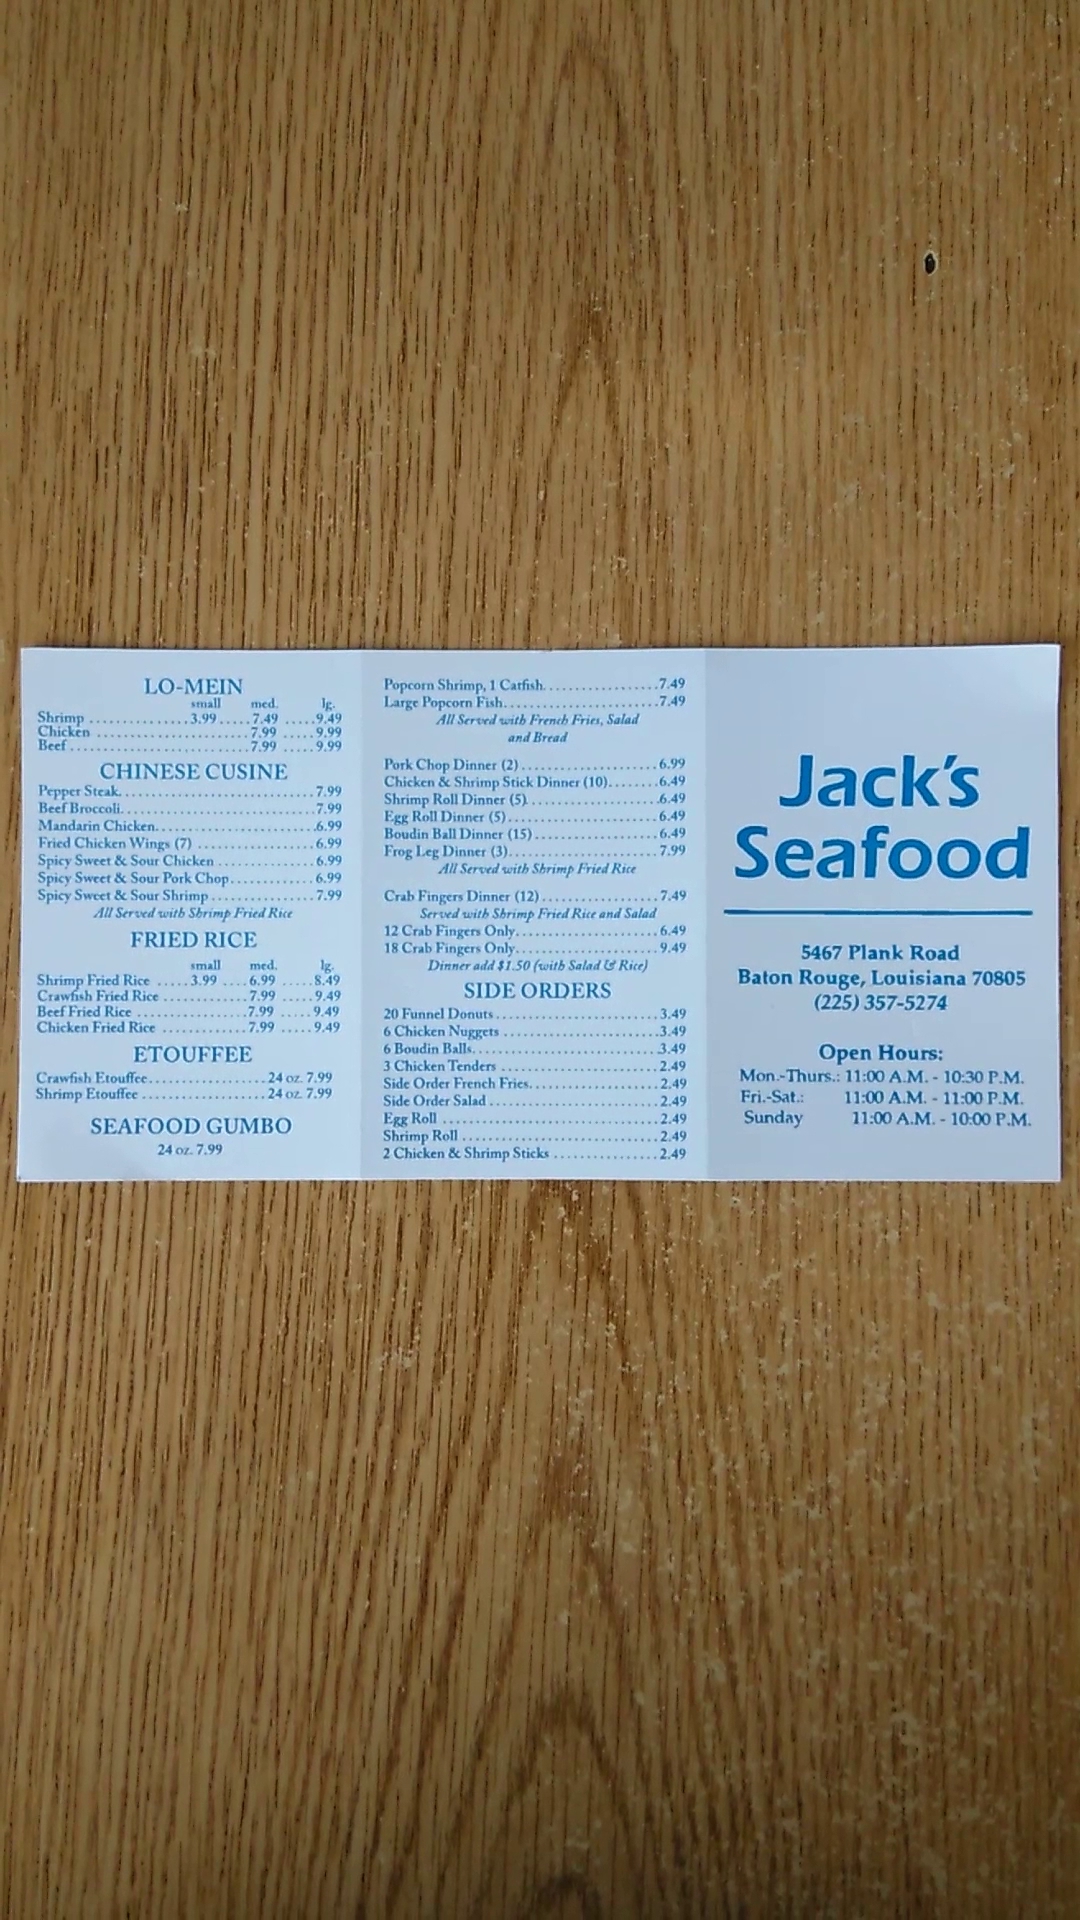 LO-MEIN
small med. lg.
Shrimp ...............3.99.....7.49 .....9.49
Chicken .......................7.99 .....9.99
Beef............................7.99 .....9.99
CHINESE CUSINE
Pepper Steak.................................7.99
Beef Broccoli.................................7.99
Mandarin Chicken..........................6.99
Fried Chicken Wings (7) ..................6.99
Spicy Sweet & Sour Chicken ..............6.99
Spicy Sweet & Sour Pork Chop............6.99
Spicy Sweet & Sour Shrimp................7.99
All Served with Shrimp Fried Rice
FRIED RICE
small med. lg.
Shrimp Fried Rice .....3.99 ....6.99 .....8.49
Crawfish Fried Rice .............7.99 .....9.49
Beef Fried Rice .................7.99 .....9.49
Chicken Fried Rice .............7.99 .....9.49
ETOUFFEE
Crawfish Etouffee..................24 oz. 7.99
Shrimp Etouffee ...................24 oz. 7.99
SEAFOOD GUMBO
24 oz. 7.99
Popcorn Shrimp, 1 Catfish.................7.49
Large Popcorn Fish.......................7.49
All Served with French Fries, Salad
and Bread
Pork Chop Dinner (2) .....................6.99
Chicken & Shrimp Stick Dinner (10).......6.49
Shrimp Roll Dinner (5)....................6.49
Egg Roll Dinner (5).......................6.49
Boudin Ball Dinner (15)...................6.49
Frog Leg Dinner (3).......................7.99
All Served with Shrimp Fried Rice
Crab Fingers Dinner (12) .................7.49
Served with Shrimp Fried Rice and Salad
12 Crab Fingers Only.....................6.49
18 Crab Fingers Only.....................9.49
Dinner add $1.50 (with Salad & Rice)
SIDE ORDERS
20 Funnel Donuts .........................3.49
6 Chicken Nuggets ........................3.49
6 Boudin Balls............................3.49
3 Chicken Tenders ........................2.49
Side Order French Fries...................2.49
Side Order Salad .........................2.49
Egg Roll .................................2.49
Shrimp Roll ..............................2.49
2 Chicken & Shrimp Sticks ................2.49
Jack's
Seafood
5467 Plank Road
Baton Rouge, Louisiana 70805
(225) 357-5274
Open Hours:
Mon.-Thurs.: 11:00 A.M. - 10:30 P.M.
Fri.-Sat.: 11:00 A.M. - 11:00 P.M.
Sunday 11:00 A.M. - 10:00 P.M.